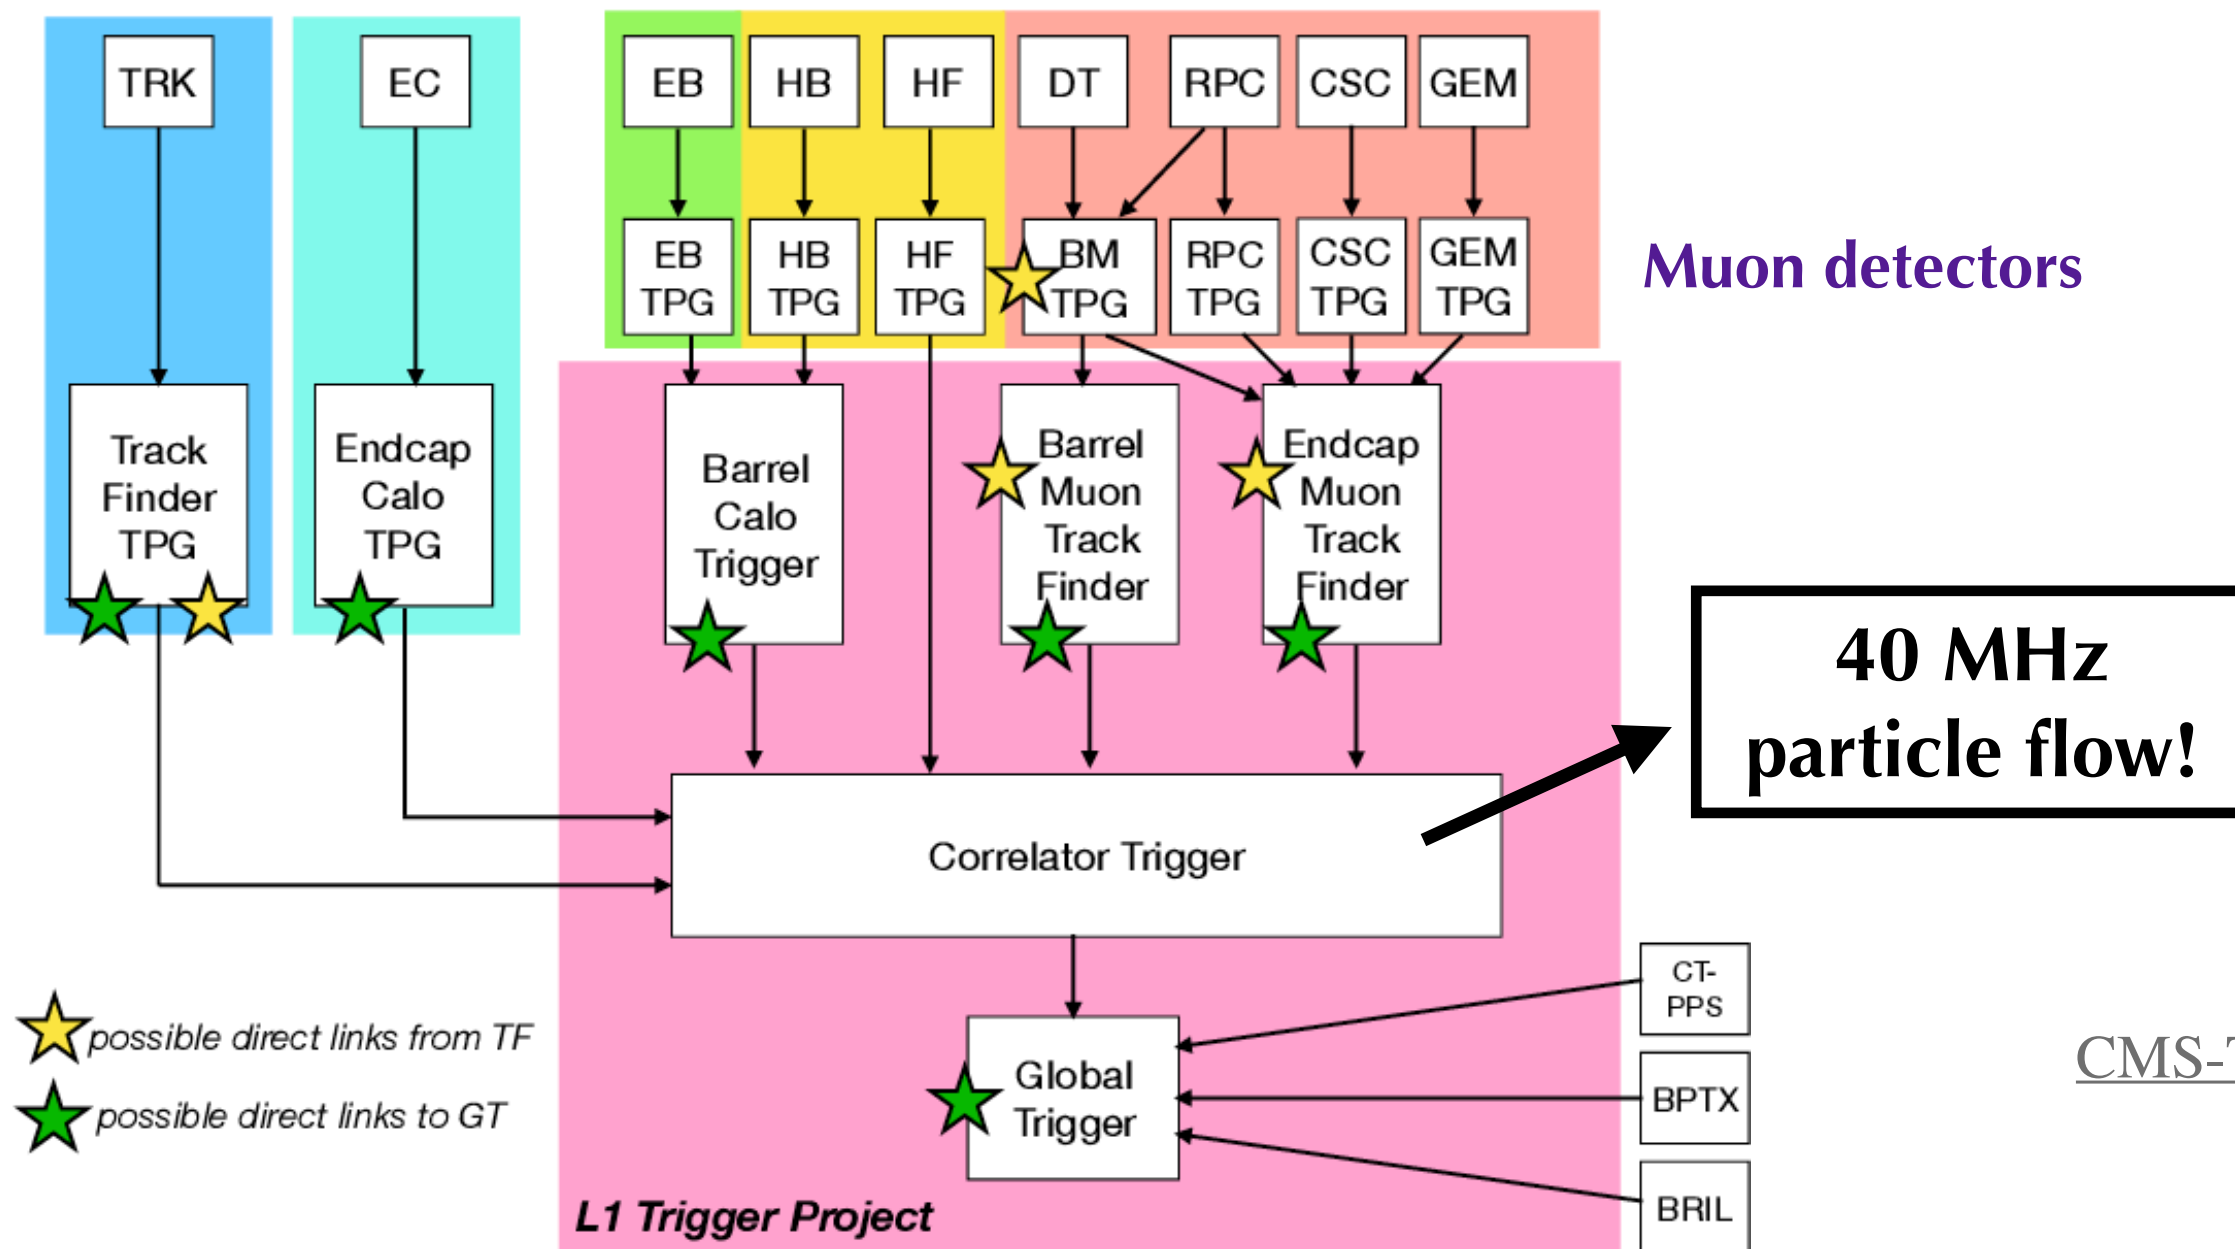 TRK
EC
EB
HB
HF
DT
RPC
CSC
GEM
EB
TPG
HB
TPG
HF
TPG
BM
TPG
RPC
TPG
CSC
TPG
GEM
TPG
Muon detectors
Track
Finder
TPG
Endcap
Calo
TPG
Barrel
Calo
Trigger
Barrel
Muon
Track
Finder
Endcap
Muon
Track
Finder
40 MHz
particle flow!
Correlator Trigger
possible direct links from TF
possible direct links to GT
Global
Trigger
CT-
PPS
BPTX
BRIL
CMS-T
L1 Trigger Project